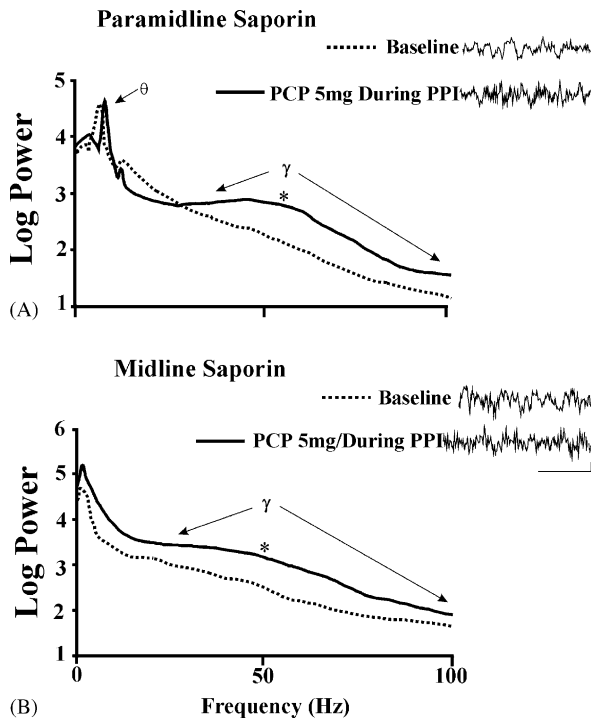 Paramidline Saporin
Baseline
PCP 5mg During PPI
θ
γ
*
Log Power
5
4
3
2
1
(A)
Midline Saporin
Baseline
PCP 5mg/During PPI
γ
*
Log Power
6
5
4
3
2
1
0
50
100
Frequency (Hz)
(B)